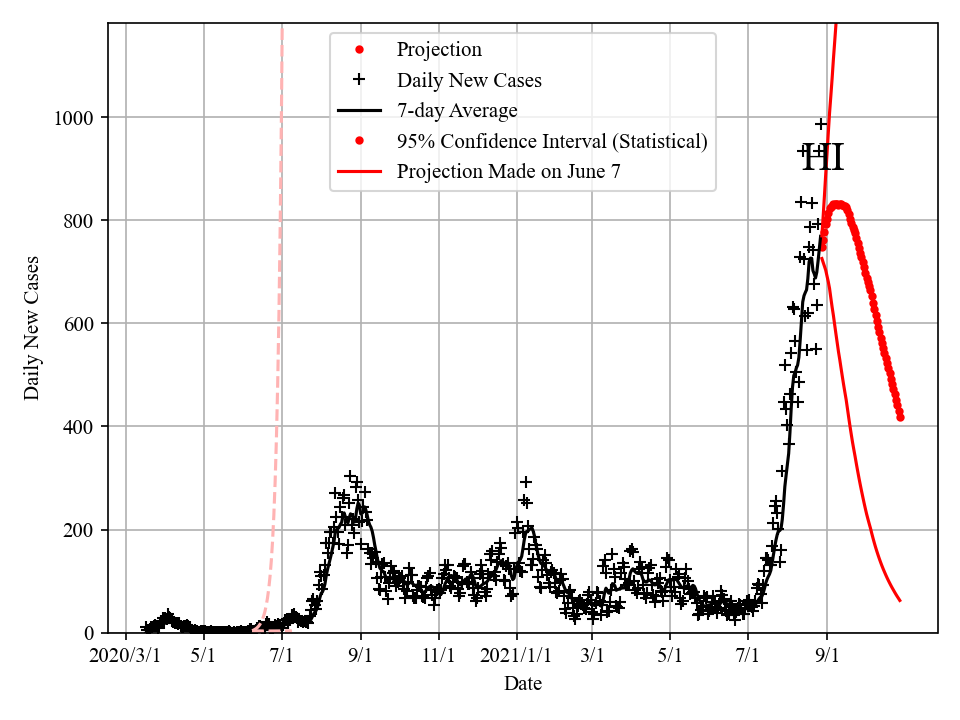 Projection
Daily New Cases
7-day Average
95% Confidence Interval (Statistical)
Projection Made on June 7
HI
1000
800
600
400
200
0
Daily New Cases
2020/3/1 5/1 7/1 9/1 11/1 2021/1/1 3/1 5/1 7/1 9/1
Date